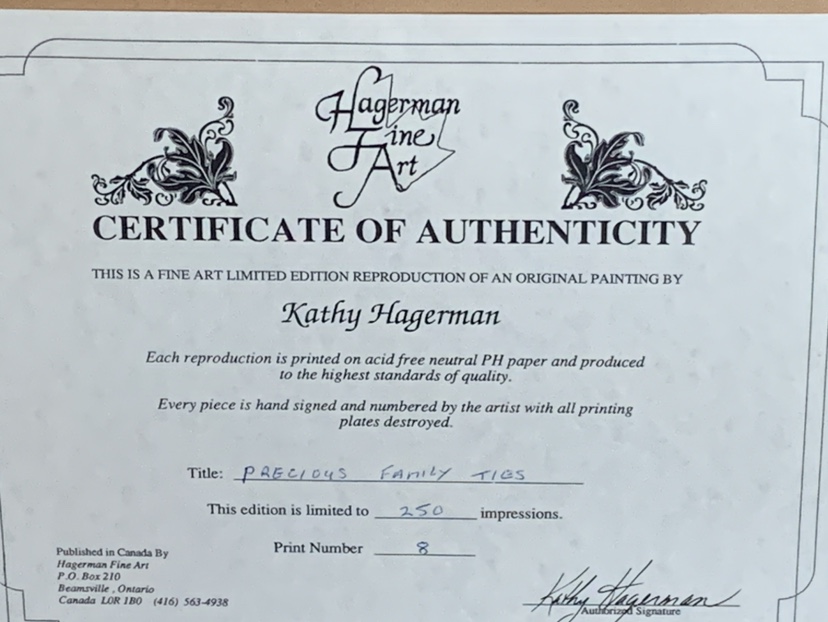 Hagerman
Fine
Art
CERTIFICATE OF AUTHENTICITY
THIS IS A FINE ART LIMITED EDITION REPRODUCTION OF AN ORIGINAL PAINTING BY
Kathy Hagerman
Each reproduction is printed on acid free neutral PH paper and produced
to the highest standards of quality.
Every piece is hand signed and numbered by the artist with all printing
plates destroyed.
Title: PRECIOUS FAMILY TIES
This edition is limited to 250 impressions.
Print Number 8
Published in Canada By
Hagerman Fine Art
P.O. Box 210
Beamsville , Ontario
Canada L0R 1B0 (416) 563-4938
Kathy Hagerman
Authorized Signature